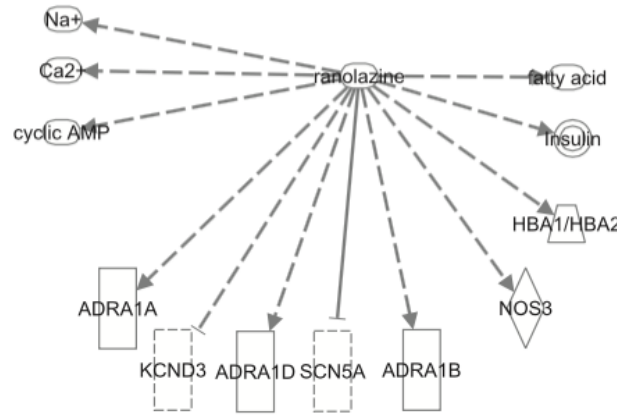 Na+
Ca2+
ranolazine
fatty acid
cyclic AMP
Insulin
HBA1/HBA2
ADRA1A
NOS3
KCND3
ADRA1D
SCN5A
ADRA1B